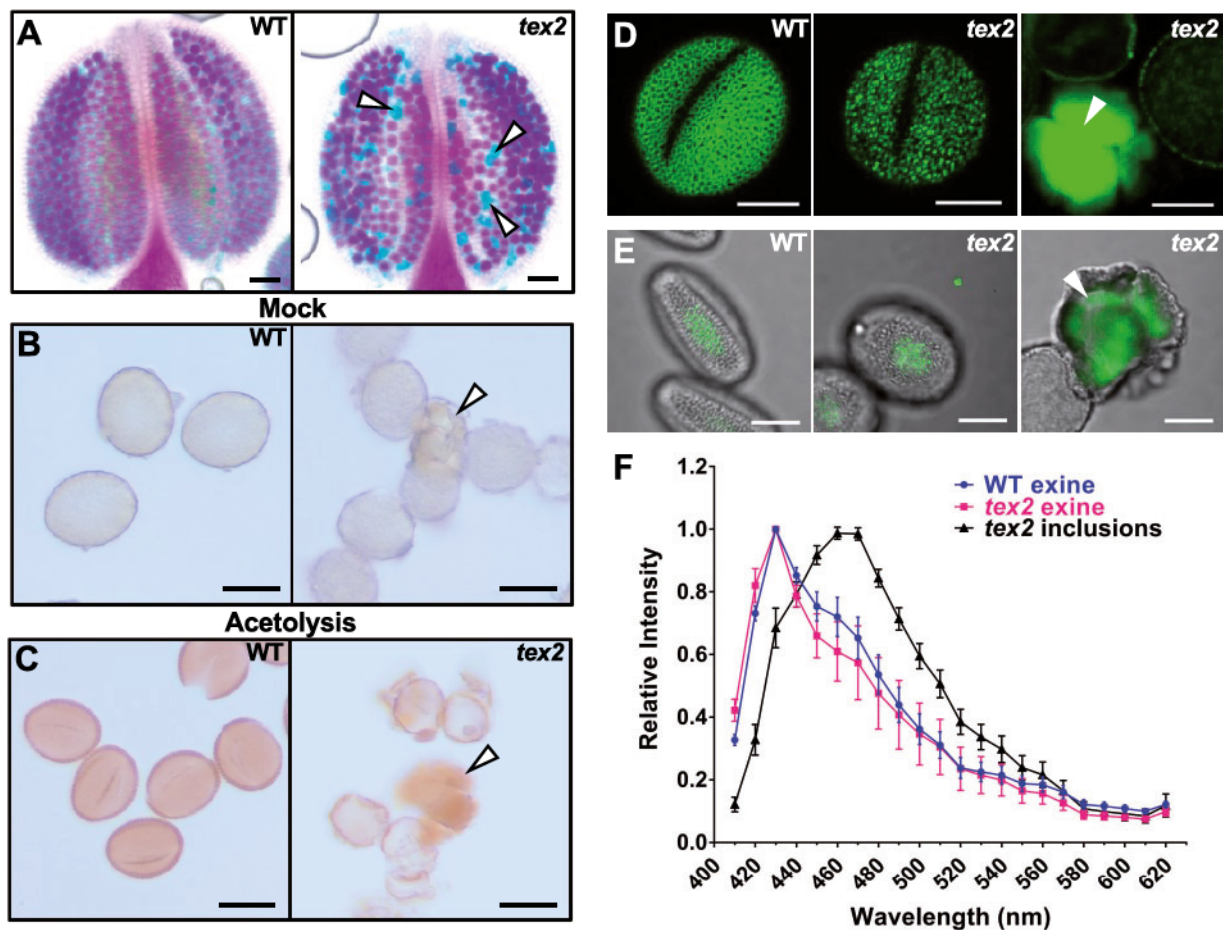 A WT tex2
Mock
B WT
Acetolysis
C WT tex2
D WT tex2 tex2
E WT tex2 tex2
F
1.2
1.0
0.8
0.6
0.4
0.2
0.0
Relative Intensity
WT exine
tex2 exine
tex2 inclusions
400 420 440 460 480 500 520 540 560 580 600 620
Wavelength (nm)